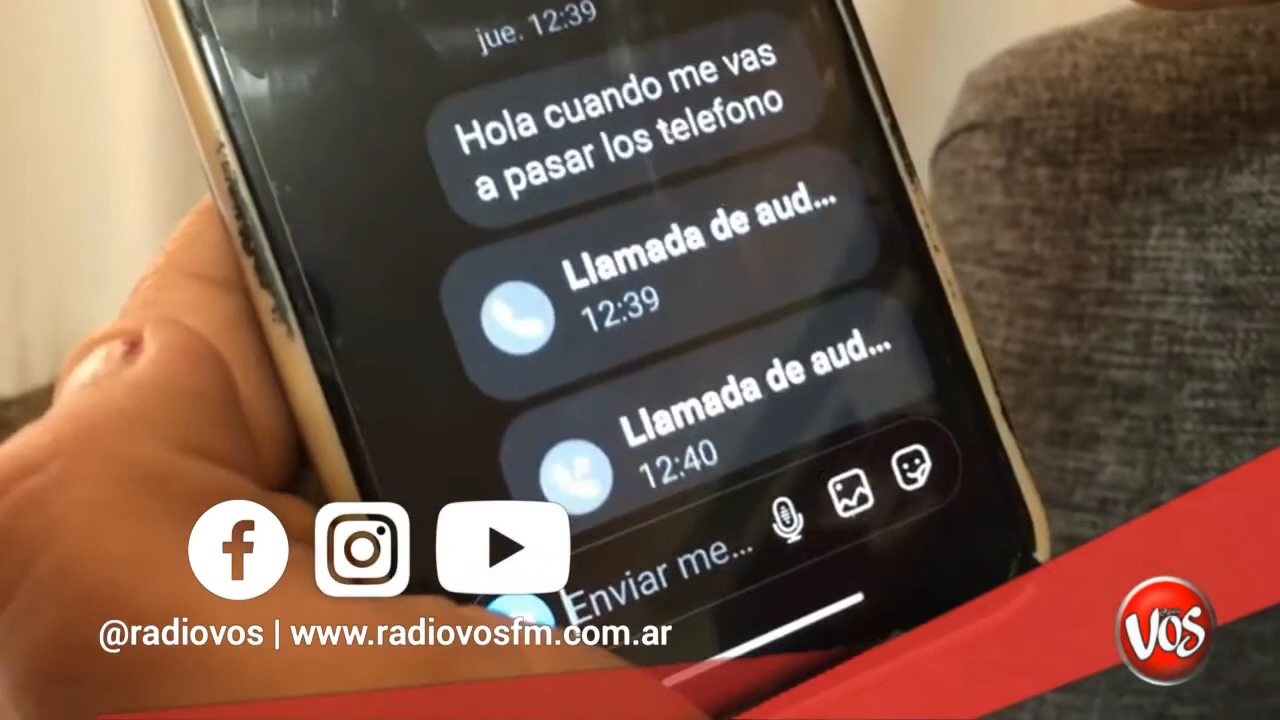 jue. 12:39
Hola cuando me vas
a pasar los telefono
Llamada de aud...
12:39
Llamada de aud...
12:40
Enviar me...
@radiovos | www.radiovosfm.com.ar
VOS